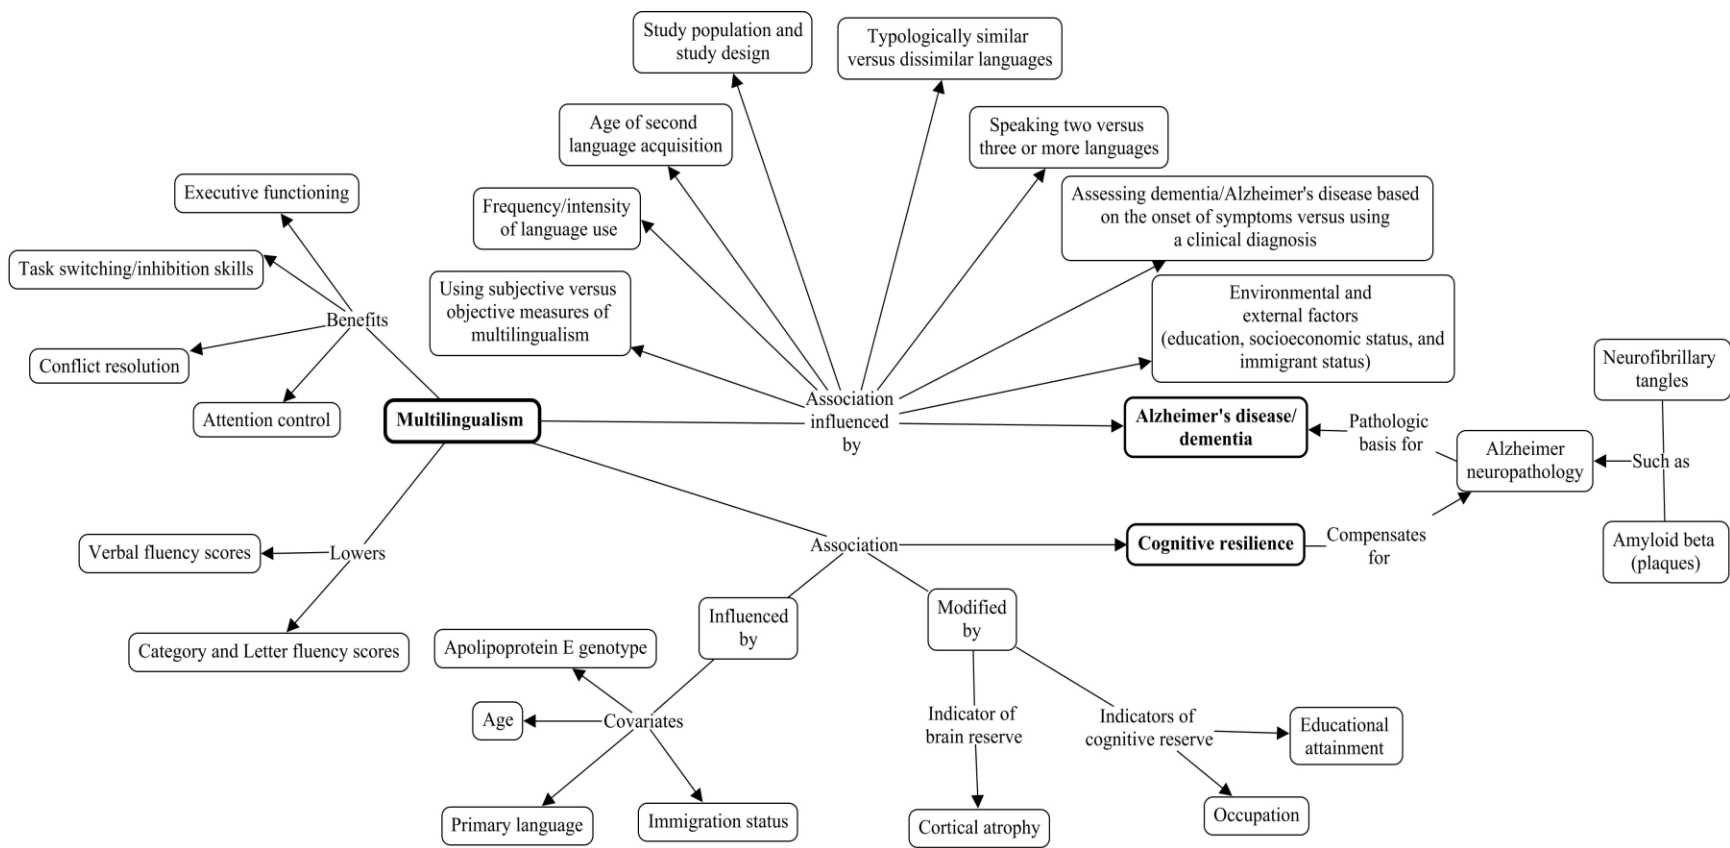 Study population and
study design
Typologically similar
versus dissimilar languages
Age of second
language acquisition
Speaking two versus
three or more languages
Executive functioning
Frequency/intensity
of language use
Assessing dementia/Alzheimer's disease based
on the onset of symptoms versus using
a clinical diagnosis
Task switching/inhibition skills
Using subjective versus
objective measures of
multilingualism
Environmental and
external factors
(education, socioeconomic status, and
immigrant status)
Benefits
Conflict resolution
Attention control
Neurofibrillary
tangles
Multilingualism
Association
influenced
by
Alzheimer's disease/
dementia
Pathologic
basis for
Alzheimer
neuropathology
Such as
Verbal fluency scores
Lowers
Association
Cognitive resilience
Compensates
for
Amyloid beta
(plaques)
Category and Letter fluency scores
Influenced
by
Modified
by
Apolipoprotein E genotype
Age
Covariates
Indicator of
brain reserve
Indicators of
cognitive reserve
Educational
attainment
Primary language
Immigration status
Cortical atrophy
Occupation